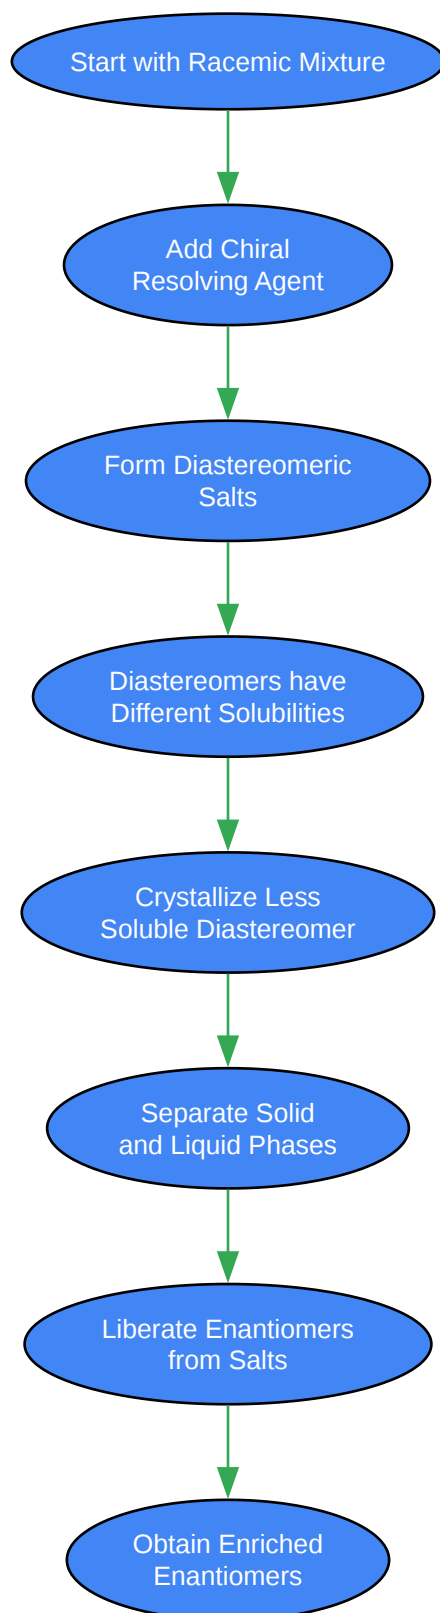 Start with Racemic Mixture
Add Chiral
Resolving Agent
Form Diastereomeric
Salts
Diastereomers have
Different Solubilities
Crystallize Less
Soluble Diastereomer
Separate Solid
and Liquid Phases
Liberate Enantiomers
from Salts
Obtain Enriched
Enantiomers